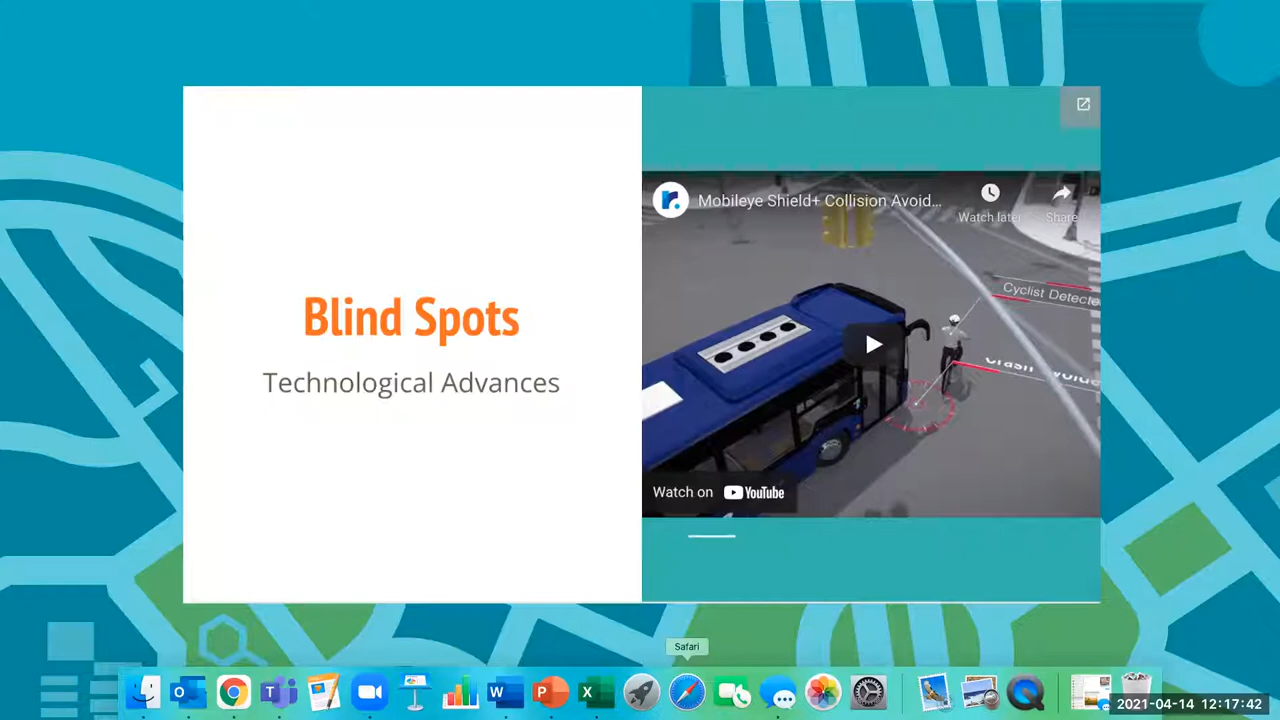 Mobileye Shield+ Collision Avoid...
Watch later
Share
Cyclist Detecte
Blind Spots
Technological Advances
Watch on YouTube
Safari
2021-04-14 12:17:42